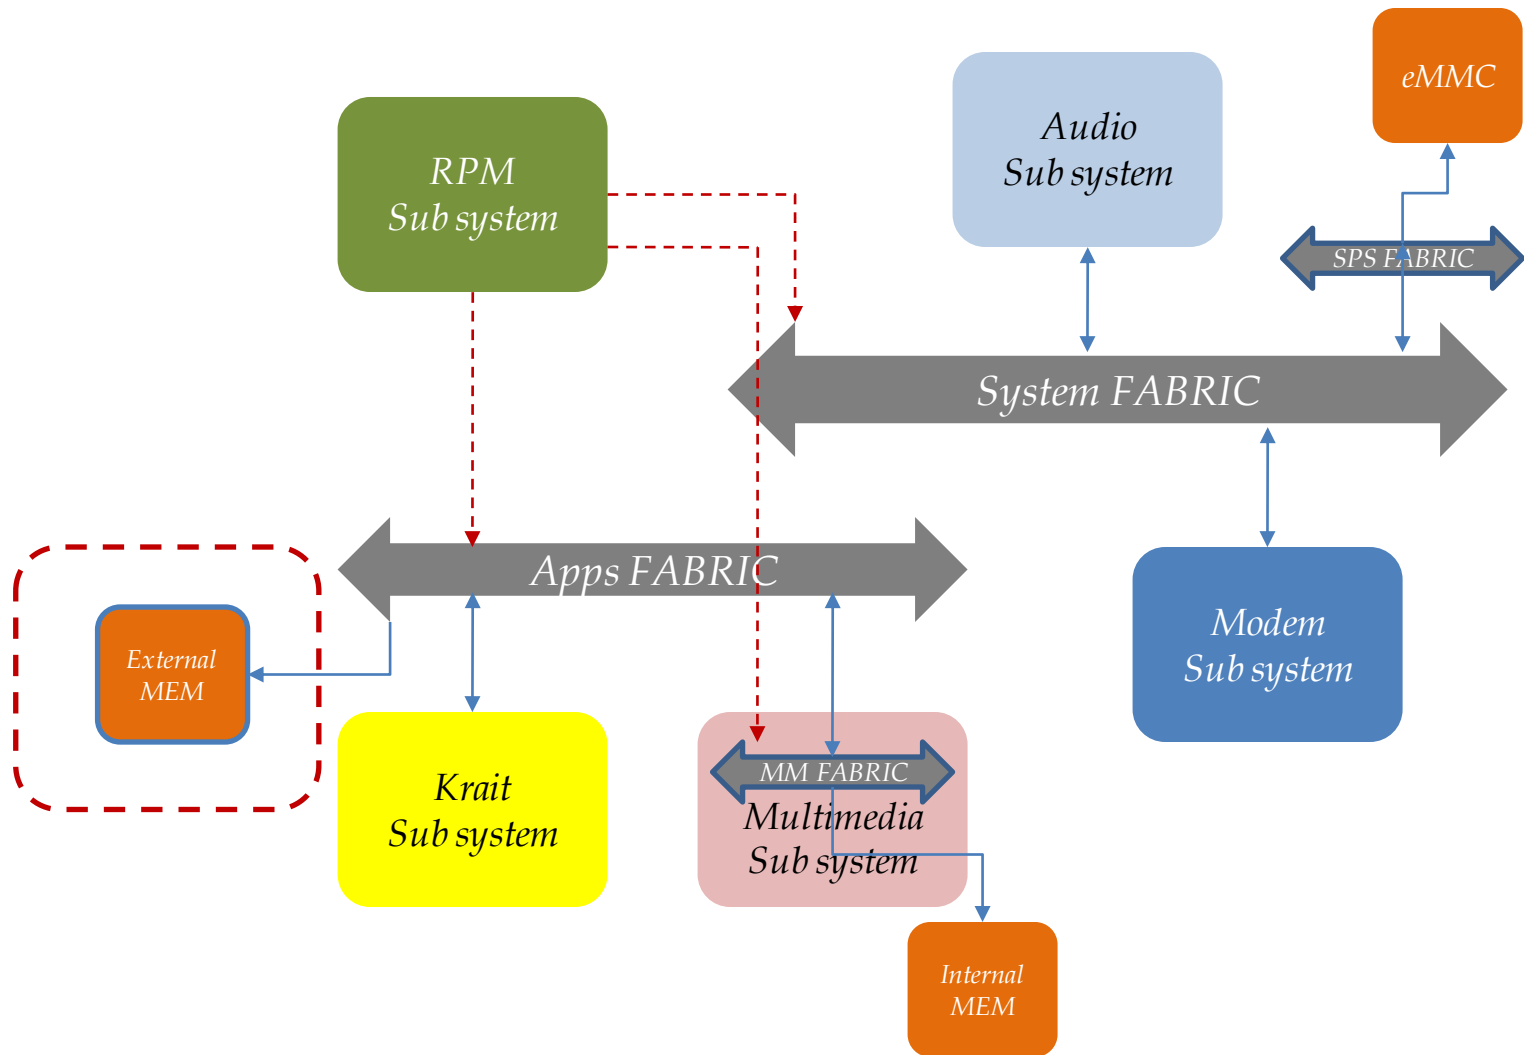 eMMC
Audio
Sub system
RPM
Sub system
SPS FABRIC
System FABRIC
Apps FABRIC
Modem
Sub system
External
MEM
Krait
Sub system
MM FABRIC
Multimedia
Sub system
Internal
MEM